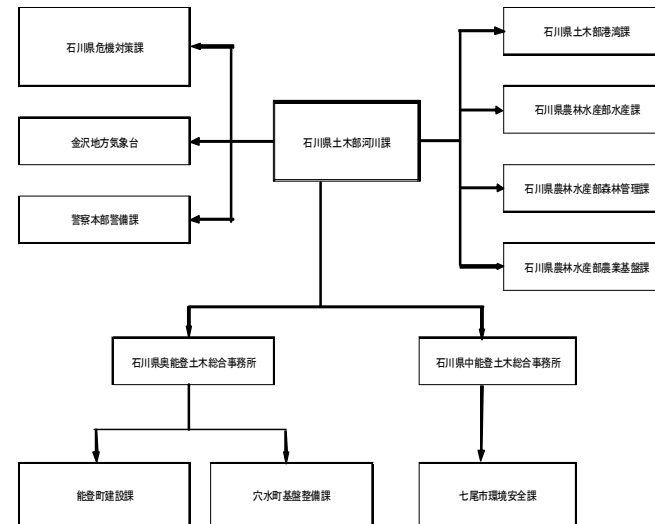 石川県危機対策課
石川県土木部港湾課
石川県農林水産部水産課
金沢地方気象台
石川県土木部河川課
石川県農林水産部森林管理課
警察本部警備課
石川県農林水産部農業基盤課
石川県奥能登土木総合事務所
石川県中能登土木総合事務所
能登町建設課
穴水町基盤整備課
七尾市環境安全課